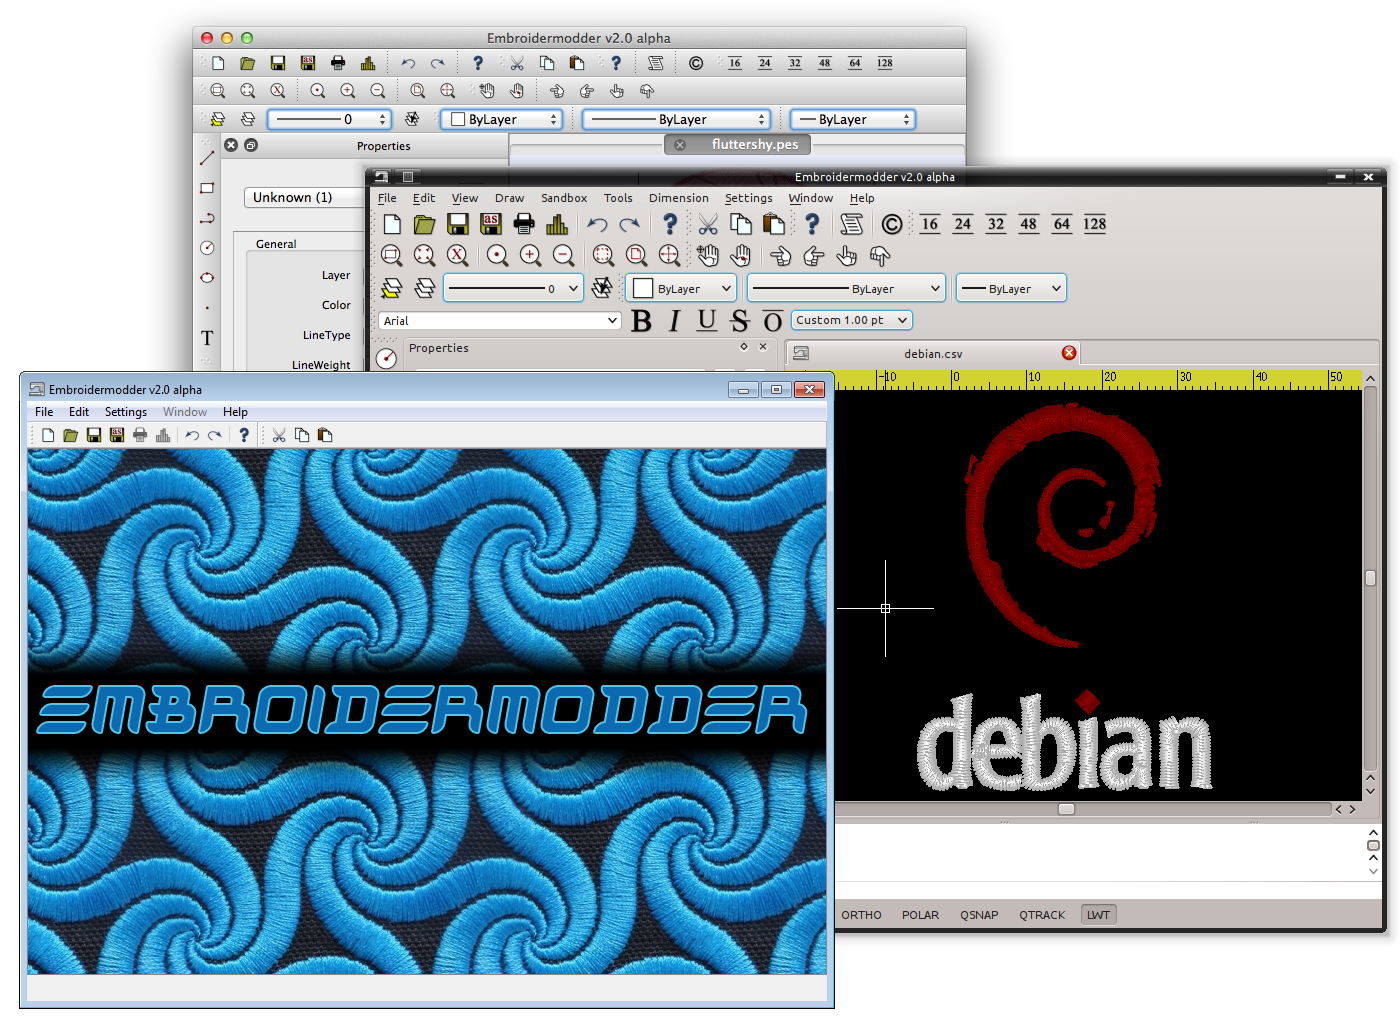 Embroidermodder v2.0 alpha
as
?
?
©
16
24
32
48
64
128
0
ByLayer
ByLayer
ByLayer
Properties
fluttershy.pes
Unknown (1)
General
Layer
Color
LineType
LineWeight
T
Embroidermodder v2.0 alpha
File Edit View Draw Sandbox Tools Dimension Settings Window Help
as
?
?
©
16
24
32
48
64
128
0
ByLayer
ByLayer
ByLayer
Arial
B I U S O
Custom 1.00 pt
Properties
debian.csv
-10 0 10 20 30 40 50
debian
ORTHO POLAR QSNAP QTRACK LWT
Embroidermodder v2.0 alpha
File Edit Settings Window Help
as
?
EMBROIDERMODDER